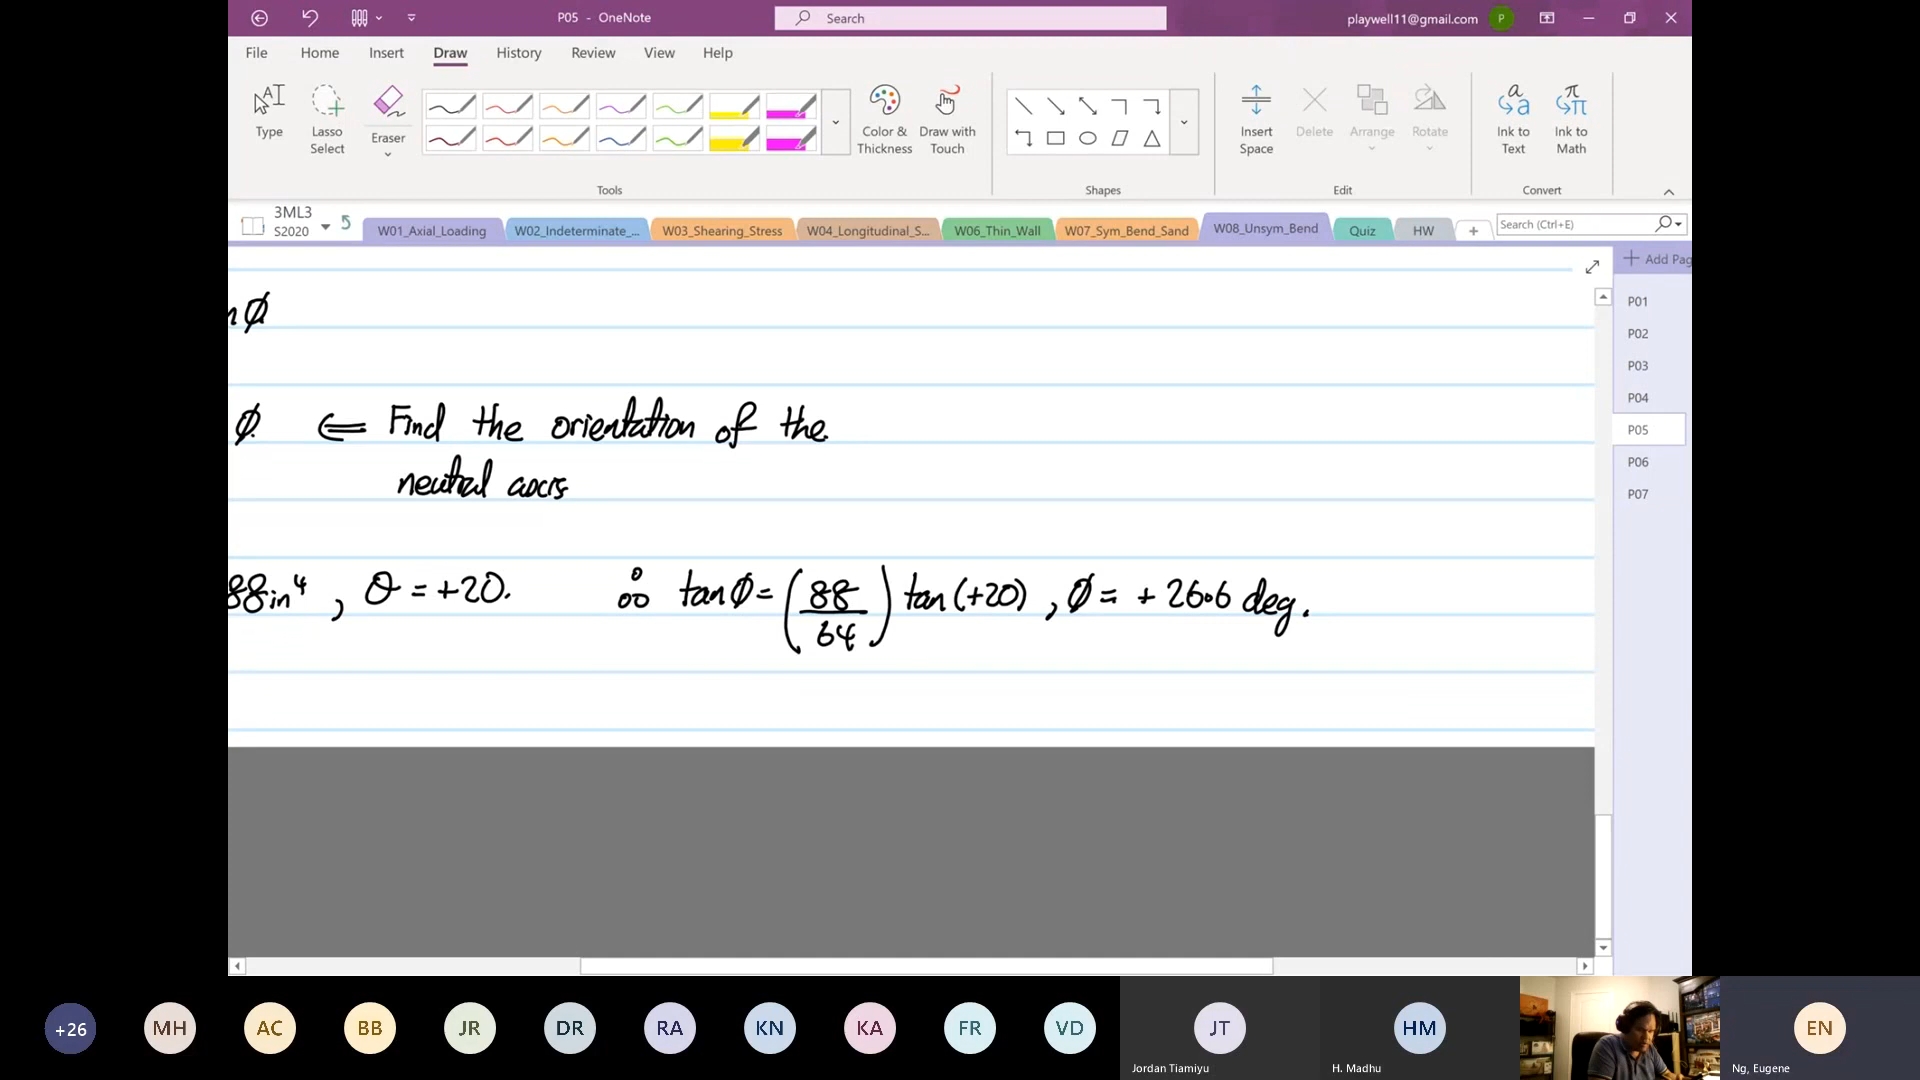 P05 - OneNote
Search
playwell11@gmail.com
P
File Home Insert Draw History Review View Help
Type
Lasso Select
Eraser
Color & Thickness
Draw with Touch
Insert Space
Delete
Arrange
Rotate
Ink to Text
Ink to Math
Tools
Shapes
Edit
Convert
3ML3 S2020
W01_Axial_Loading
W02_Indeterminate_...
W03_Shearing_Stress
W04_Longitudinal_S...
W06_Thin_Wall
W07_Sym_Bend_Sand
W08_Unsym_Bend
Quiz
HW
+
Search (Ctrl+E)
Add Pag
P01
P02
P03
P04
P05
P06
P07
n Ø
Ø. ⇐ Find the orientation of the
neutral axis
88in⁴, θ = +20. ∴ tanØ = (88/64) tan(+20), Ø = + 26.6 deg.
+26
MH
AC
BB
JR
DR
RA
KN
KA
FR
VD
JT
Jordan Tiamiyu
HM
H. Madhu
EN
Ng, Eugene